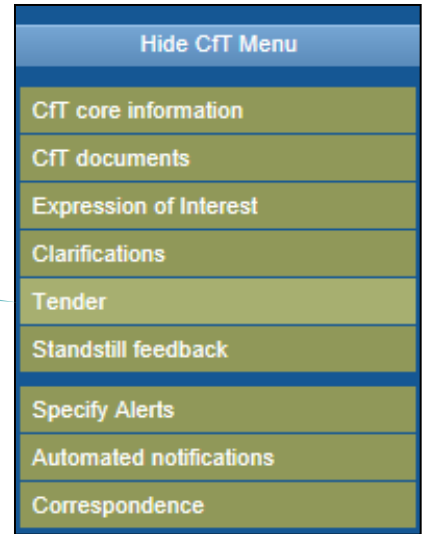 Hide CfT Menu
CfT core information
CfT documents
Expression of Interest
Clarifications
Tender
Standstill feedback
Specify Alerts
Automated notifications
Correspondence